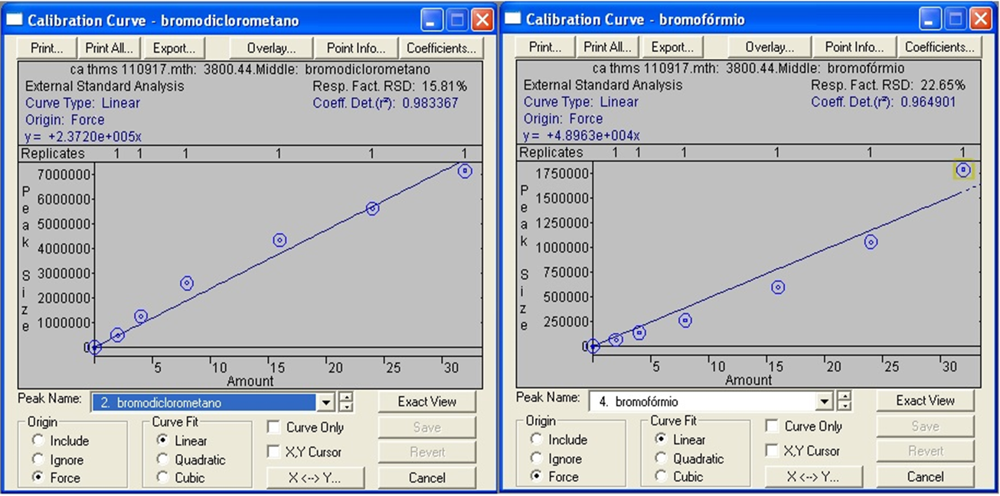 Calibration Curve - bromodiclorometano
Print... Print All... Export... Overlay... Point Info... Coefficients...
ca thms 110917.mth: 3800.44.Middle: bromodiclorometano
External Standard Analysis Resp. Fact. RSD: 15.81%
Curve Type: Linear Coeff. Det.(r²): 0.983367
Origin: Force
y= +2.3720e+005x
Replicates 1 1 1 1 1 1
Peak Size
7000000
6000000
5000000
4000000
3000000
2000000
1000000
0
5 10 15 20 25 30
Amount
Peak Name: 2. bromodiclorometano Exact View
Origin Curve Fit
Include Linear Curve Only Save
Ignore Quadratic X,Y Cursor Revert
Force Cubic X <--> Y... Cancel
Calibration Curve - bromofórmio
Print... Print All... Export... Overlay... Point Info... Coefficients...
ca thms 110917.mth: 3800.44.Middle: bromofórmio
External Standard Analysis Resp. Fact. RSD: 22.65%
Curve Type: Linear Coeff. Det.(r²): 0.964901
Origin: Force
y= +4.8963e+004x
Replicates 1 1 1 1 1 1
Peak Size
1750000
1500000
1250000
1000000
750000
500000
250000
0
5 10 15 20 25 30
Amount
Peak Name: 4. bromofórmio Exact View
Origin Curve Fit
Include Linear Curve Only Save
Ignore Quadratic X,Y Cursor Revert
Force Cubic X <--> Y... Cancel